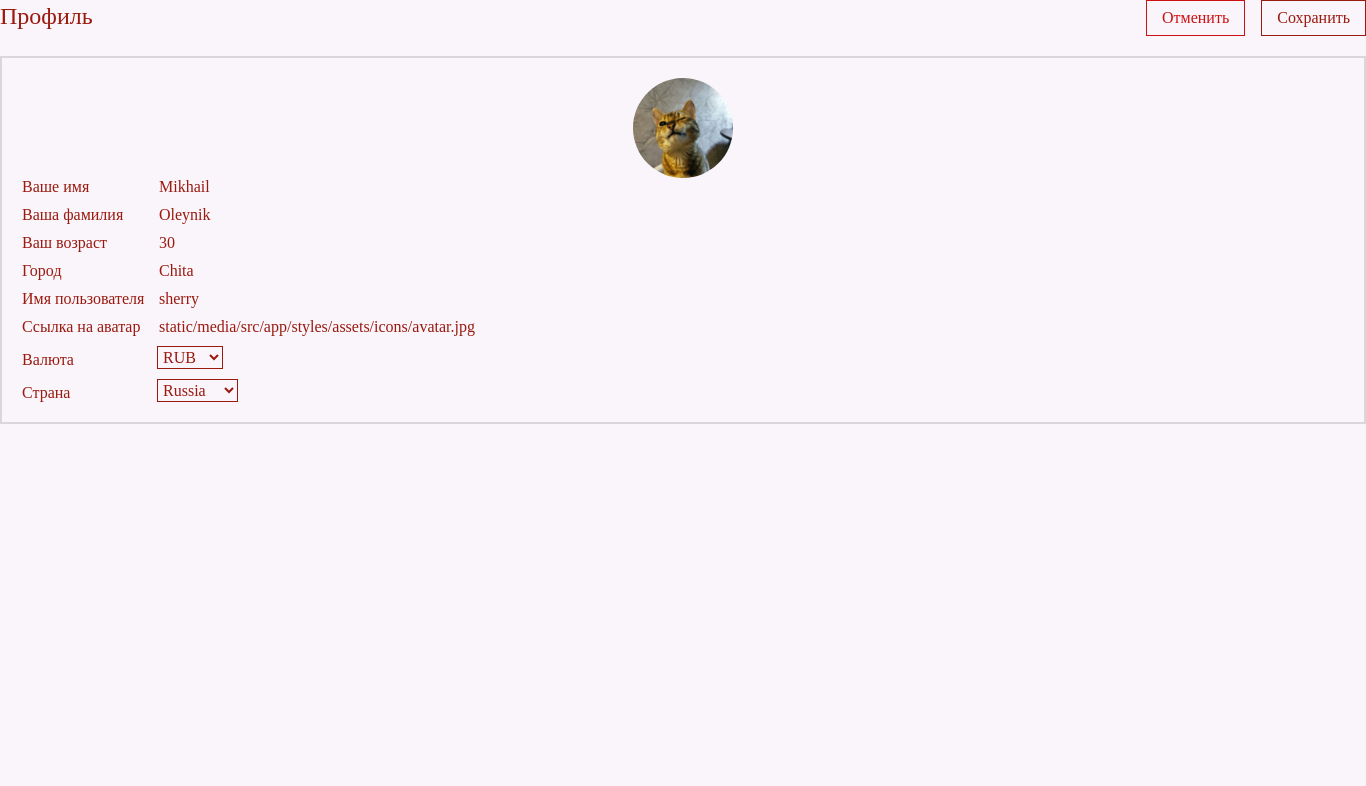 Профиль Отменить Сохранить
Ваше имя Mikhail
Ваша фамилия Oleynik
Ваш возраст 30
Город Chita
Имя пользователя sherry
Ссылка на аватар static/media/src/app/styles/assets/icons/avatar.jpg
Валюта RUB
Страна Russia